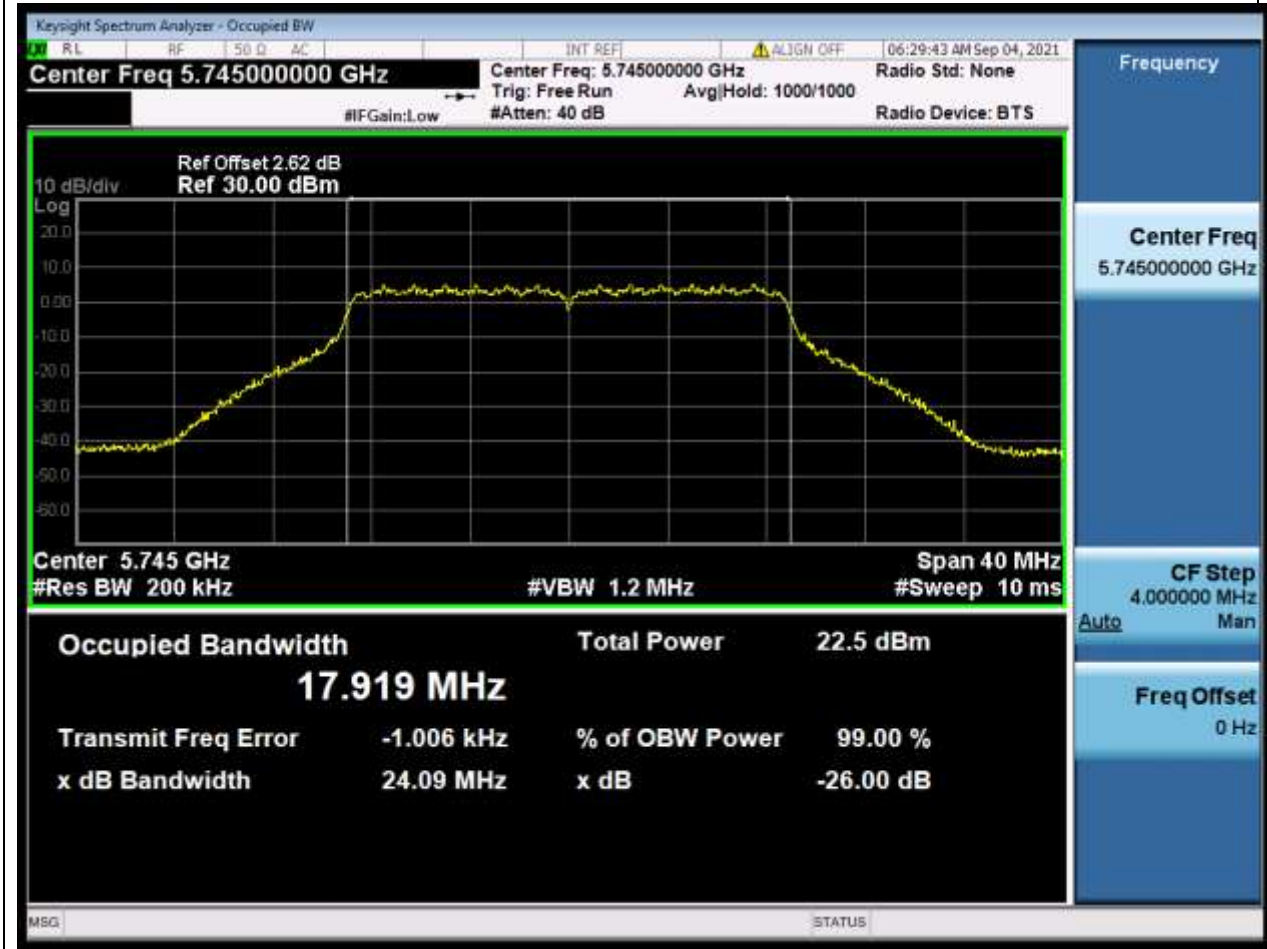 Keysight Spectrum Analyzer - Occupied BW
LXI RL RF 50 Ω AC INT REF ALIGN OFF 06:29:43 AM Sep 04, 2021
Center Freq 5.745000000 GHz
Center Freq: 5.745000000 GHz Radio Std: None
Trig: Free Run Avg|Hold: 1000/1000
#IFGain:Low #Atten: 40 dB Radio Device: BTS
Ref Offset 2.62 dB
10 dB/div Ref 30.00 dBm
Log
20.0
10.0
0.00
-10.0
-20.0
-30.0
-40.0
-50.0
-60.0
Center 5.745 GHz Span 40 MHz
#Res BW 200 kHz #VBW 1.2 MHz #Sweep 10 ms
Occupied Bandwidth Total Power 22.5 dBm
17.919 MHz
Transmit Freq Error -1.006 kHz % of OBW Power 99.00 %
x dB Bandwidth 24.09 MHz x dB -26.00 dB
MSG STATUS
Frequency
Center Freq
5.745000000 GHz
CF Step
4.000000 MHz
Auto Man
Freq Offset
0 Hz